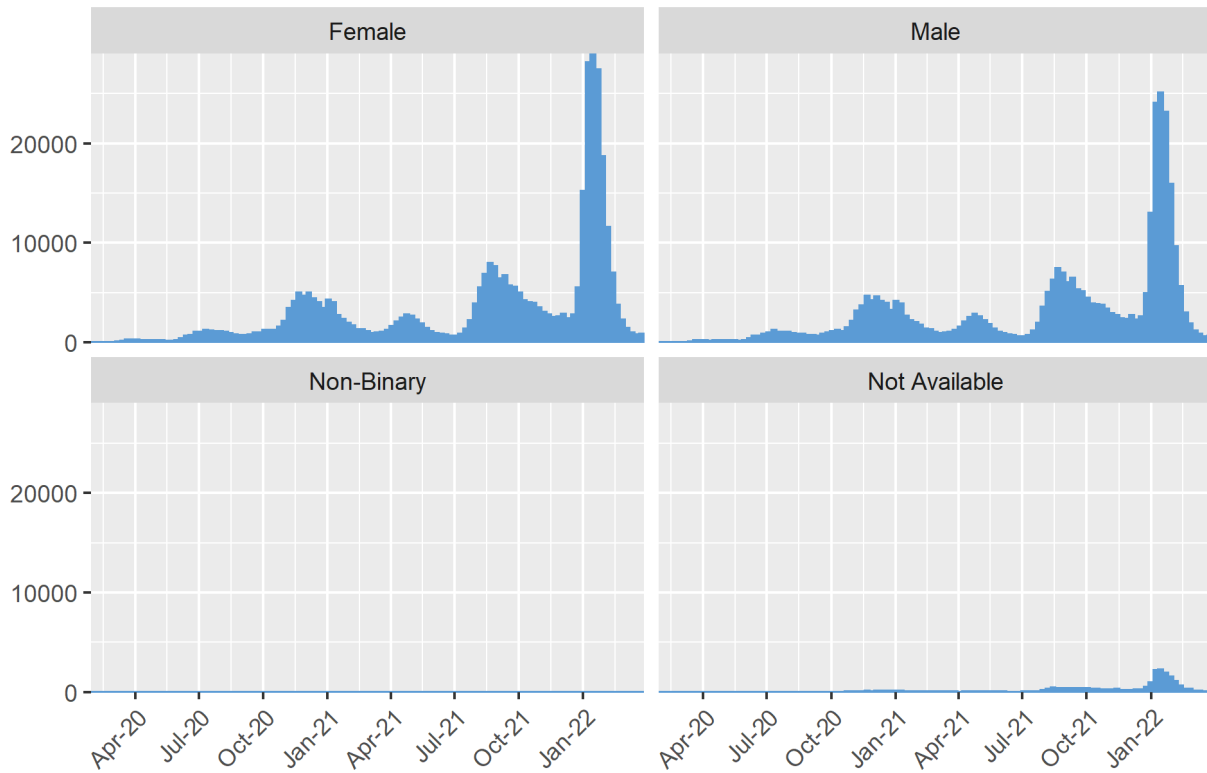 Female Male
20000
10000
0
Non-Binary Not Available
20000
10000
0
Apr-20 Jul-20 Oct-20 Jan-21 Apr-21 Jul-21 Oct-21 Jan-22 Apr-20 Jul-20 Oct-20 Jan-21 Apr-21 Jul-21 Oct-21 Jan-22